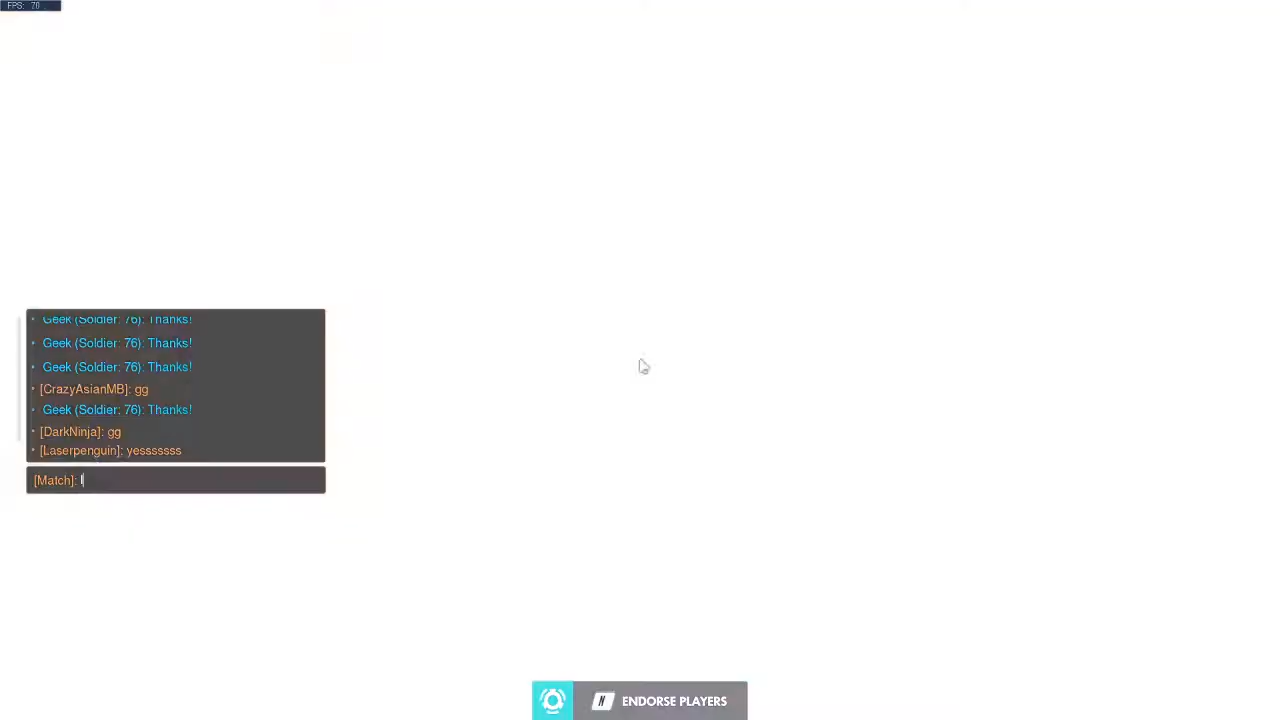 FPS: 70
Geek (Soldier: 76): Thanks!
Geek (Soldier: 76): Thanks!
Geek (Soldier: 76): Thanks!
[CrazyAsianMB]: gg
Geek (Soldier: 76): Thanks!
[DarkNinja]: gg
[Laserpenguin]: yesssssss
[Match]: l
N ENDORSE PLAYERS